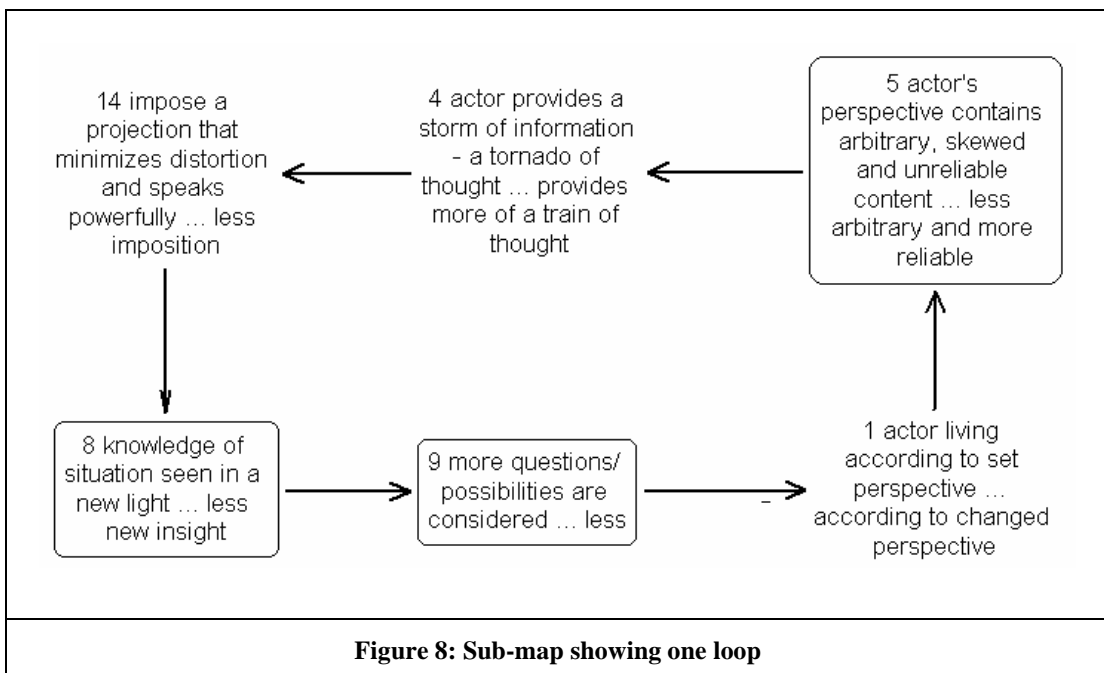 14 impose a
projection that
minimizes distortion
and speaks
powerfully ... less
imposition
4 actor provides a
storm of information
- a tornado of
thought ... provides
more of a train of
thought
5 actor's
perspective contains
arbitrary, skewed
and unreliable
content ... less
arbitrary and more
reliable
8 knowledge of
situation seen in a
new light ... less
new insight
9 more questions/
possibilities are
considered ... less
-
1 actor living
according to set
perspective ...
according to changed
perspective
Figure 8: Sub-map showing one loop